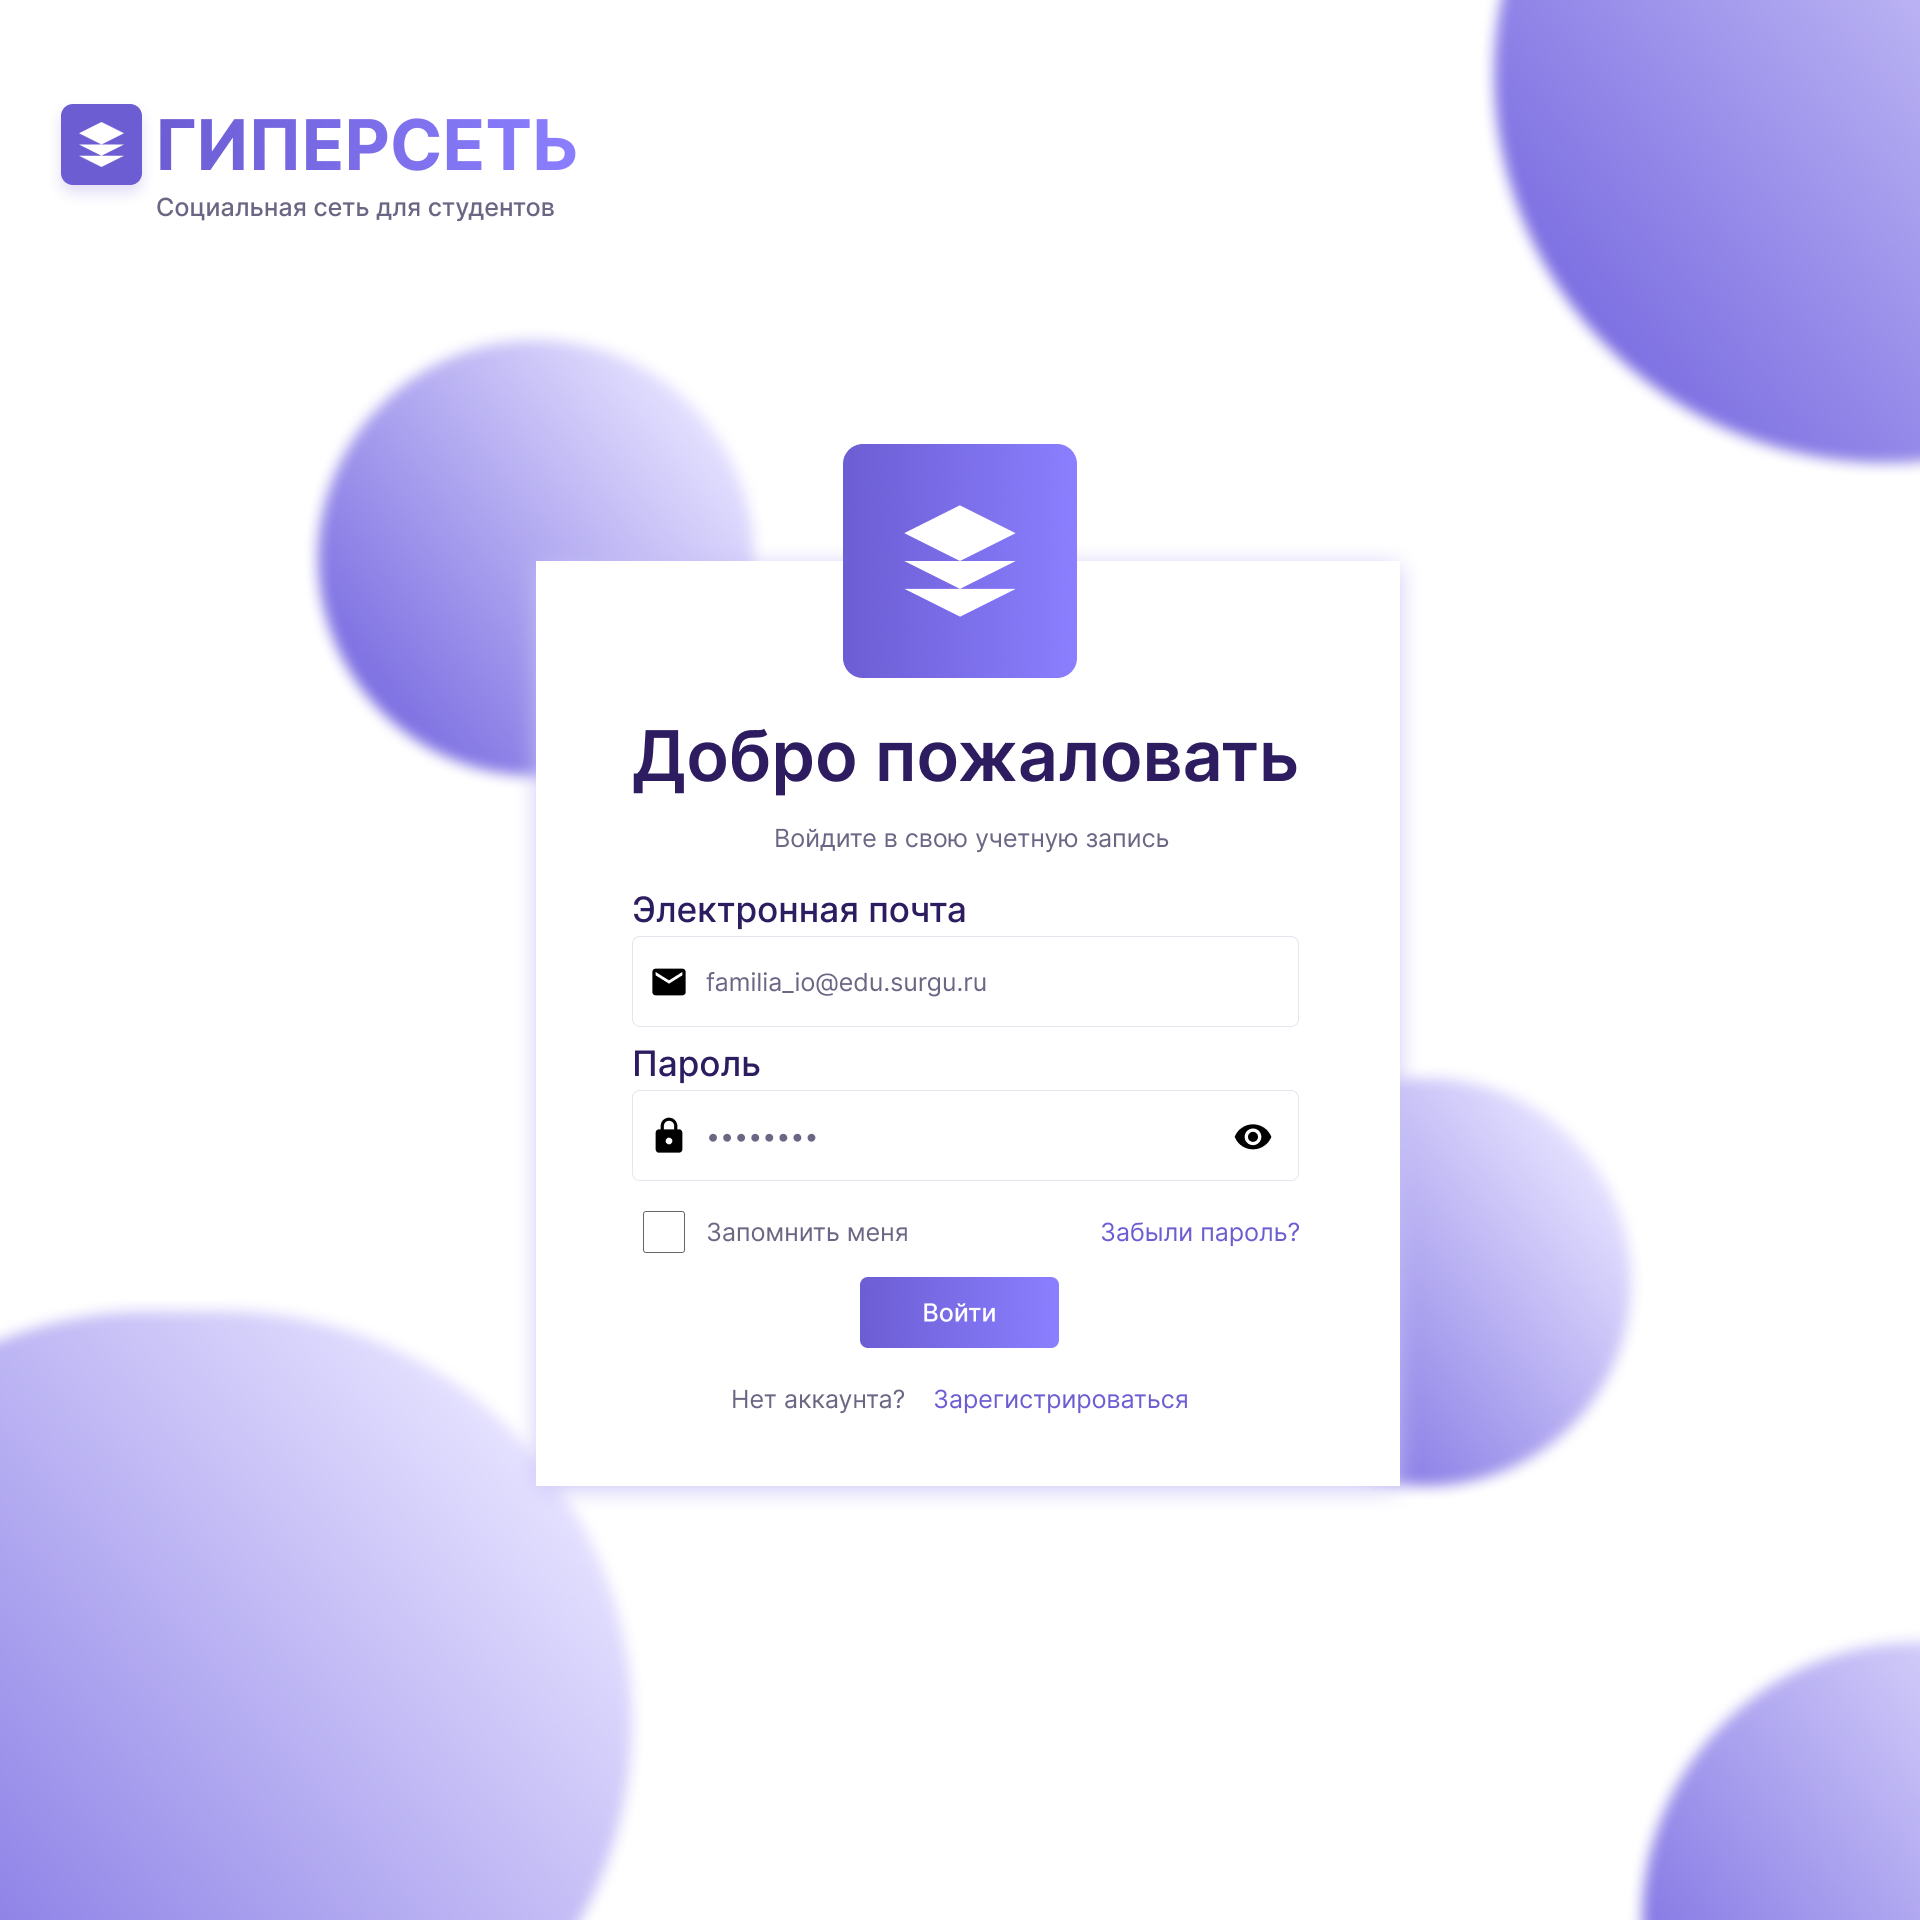 ГИПЕРСЕТЬ
Социальная сеть для студентов
Добро пожаловать
Войдите в свою учетную запись
Электронная почта
familia_io@edu.surgu.ru
Пароль
••••••••
Запомнить меня
Забыли пароль?
Войти
Нет аккаунта? Зарегистрироваться